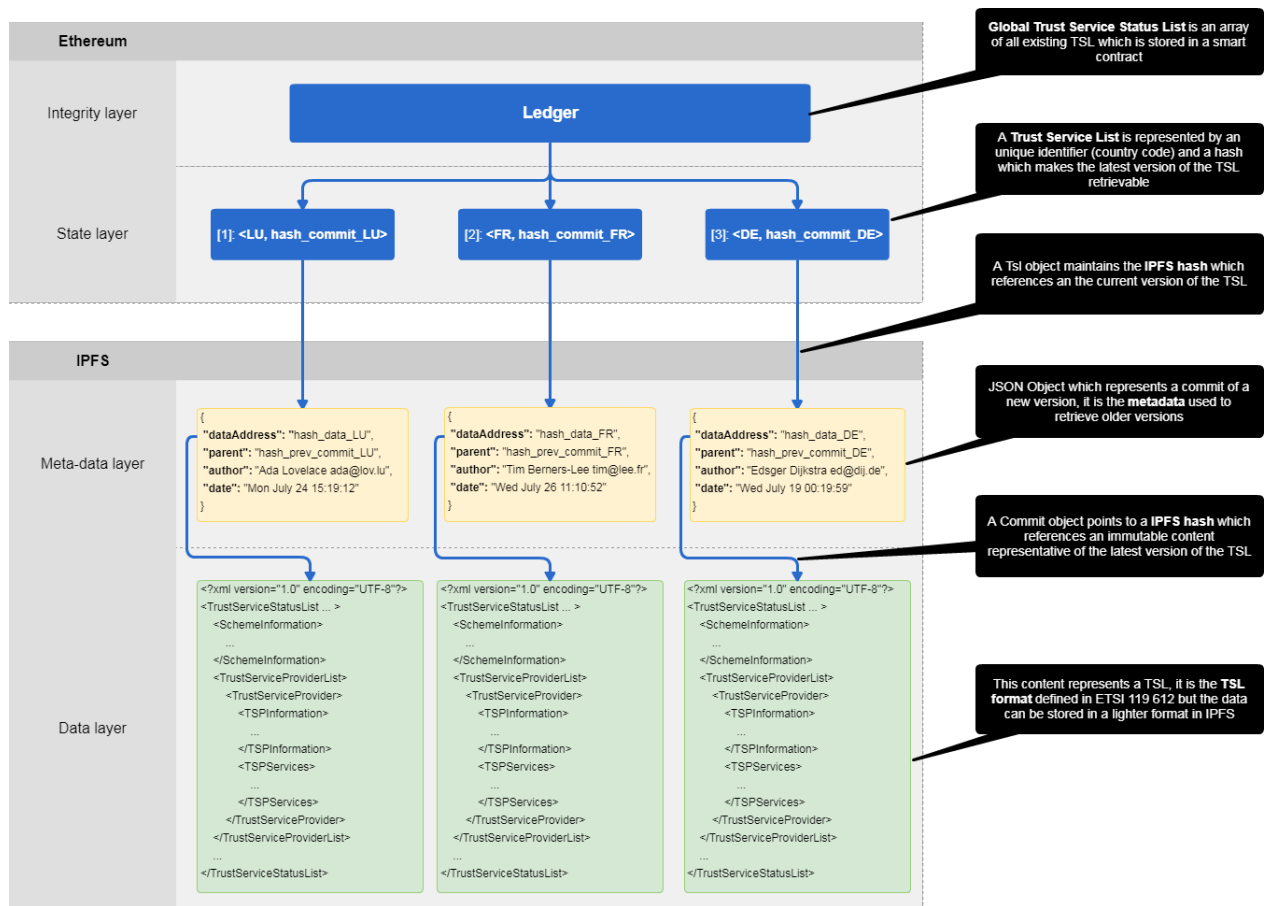 Ethereum
Integrity layer
Ledger
Global Trust Service Status List is an array
of all existing TSL which is stored in a smart
contract
State layer
[1]: <LU, hash_commit_LU>
[2]: <FR, hash_commit_FR>
[3]: <DE, hash_commit_DE>
A Trust Service List is represented by an
unique identifier (country code) and a hash
which makes the latest version of the TSL
retrievable
A Tsl object maintains the IPFS hash which
references an the current version of the TSL
IPFS
Meta-data layer
{
"dataAddress": "hash_data_LU",
"parent": "hash_prev_commit_LU",
"author": "Ada Lovelace ada@lov.lu",
"date": "Mon July 24 15:19:12"
}
{
"dataAddress": "hash_data_FR",
"parent": "hash_prev_commit_FR",
"author": "Tim Berners-Lee tim@lee.fr",
"date": "Wed July 26 11:10:52"
}
{
"dataAddress": "hash_data_DE",
"parent": "hash_prev_commit_DE",
"author": "Edsger Dijkstra ed@dij.de",
"date": "Wed July 19 00:19:59"
}
JSON Object which represents a commit of a
new version, it is the metadata used to
retrieve older versions
A Commit object points to a IPFS hash which
references an immutable content
representative of the latest version of the TSL
Data layer
<?xml version="1.0" encoding="UTF-8"?>
<TrustServiceStatusList ... >
<SchemeInformation>
...
</SchemeInformation>
<TrustServiceProviderList>
<TrustServiceProvider>
<TSPInformation>
...
</TSPInformation>
<TSPServices>
...
</TSPServices>
</TrustServiceProvider>
</TrustServiceProviderList>
...
</TrustServiceStatusList>
<?xml version="1.0" encoding="UTF-8"?>
<TrustServiceStatusList ... >
<SchemeInformation>
...
</SchemeInformation>
<TrustServiceProviderList>
<TrustServiceProvider>
<TSPInformation>
...
</TSPInformation>
<TSPServices>
...
</TSPServices>
</TrustServiceProvider>
</TrustServiceProviderList>
...
</TrustServiceStatusList>
<?xml version="1.0" encoding="UTF-8"?>
<TrustServiceStatusList ... >
<SchemeInformation>
...
</SchemeInformation>
<TrustServiceProviderList>
<TrustServiceProvider>
<TSPInformation>
...
</TSPInformation>
<TSPServices>
...
</TSPServices>
</TrustServiceProvider>
</TrustServiceProviderList>
...
</TrustServiceStatusList>
This content represents a TSL, it is the TSL
format defined in ETSI 119 612 but the data
can be stored in a lighter format in IPFS